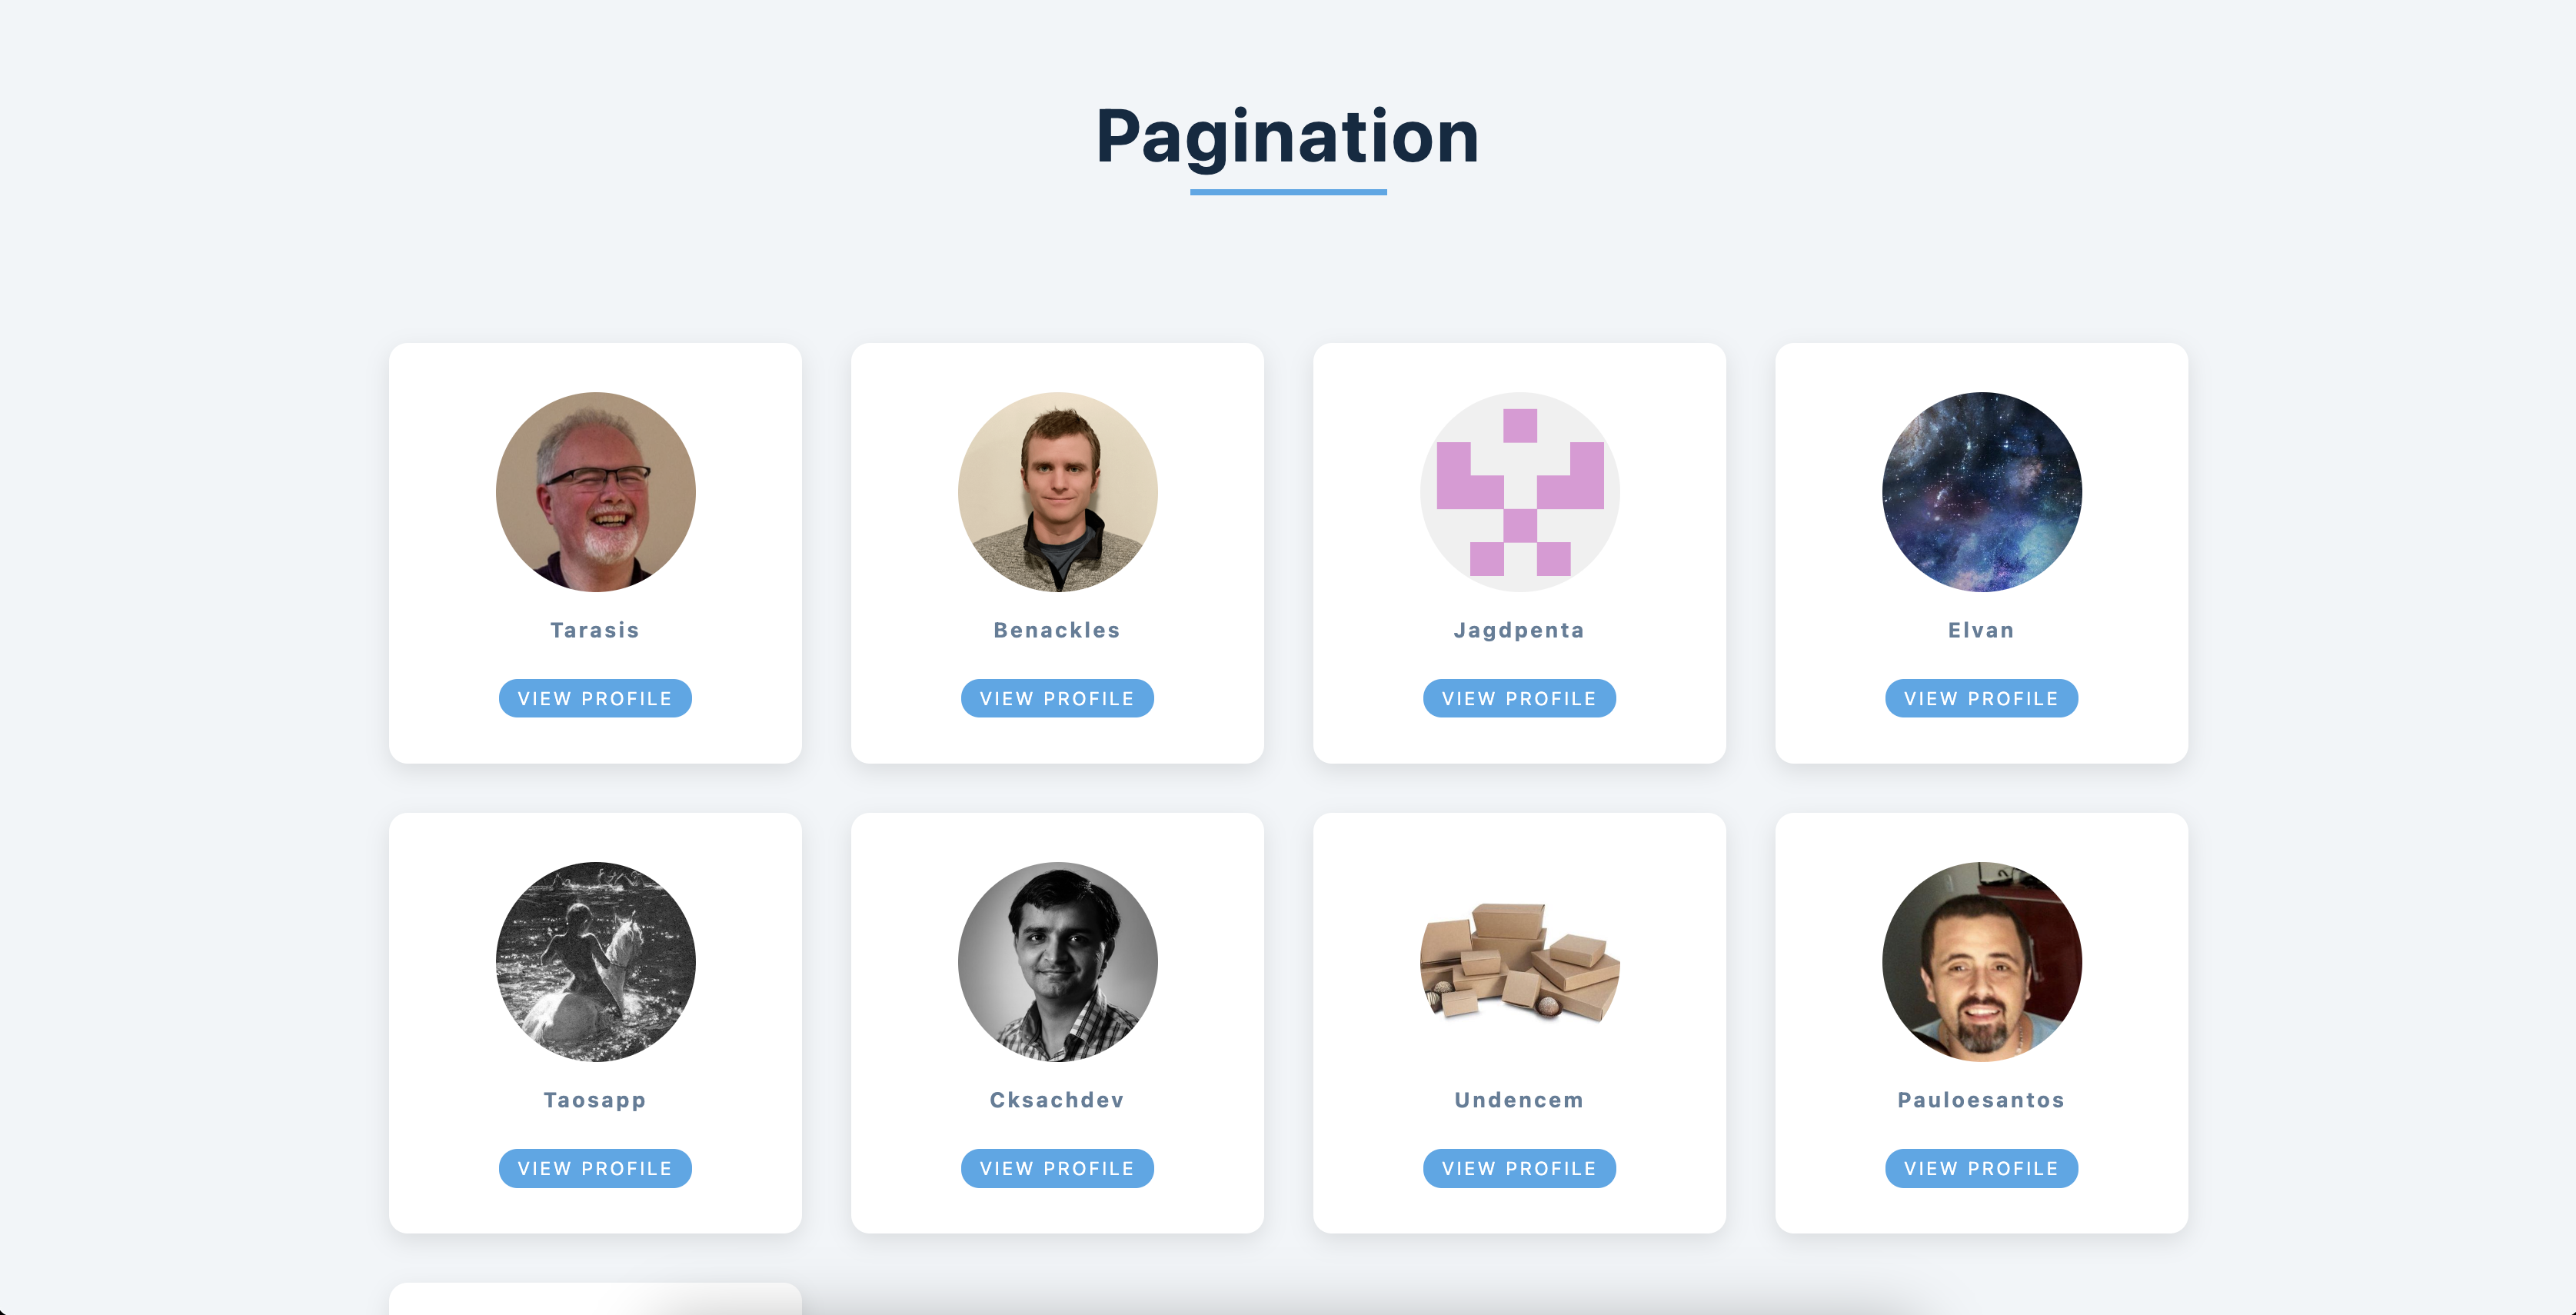 Pagination
Tarasis
Benackles
Jagdpenta
Elvan
VIEW PROFILE
VIEW PROFILE
VIEW PROFILE
VIEW PROFILE
Taosapp
Cksachdev
Undencem
Pauloesantos
VIEW PROFILE
VIEW PROFILE
VIEW PROFILE
VIEW PROFILE